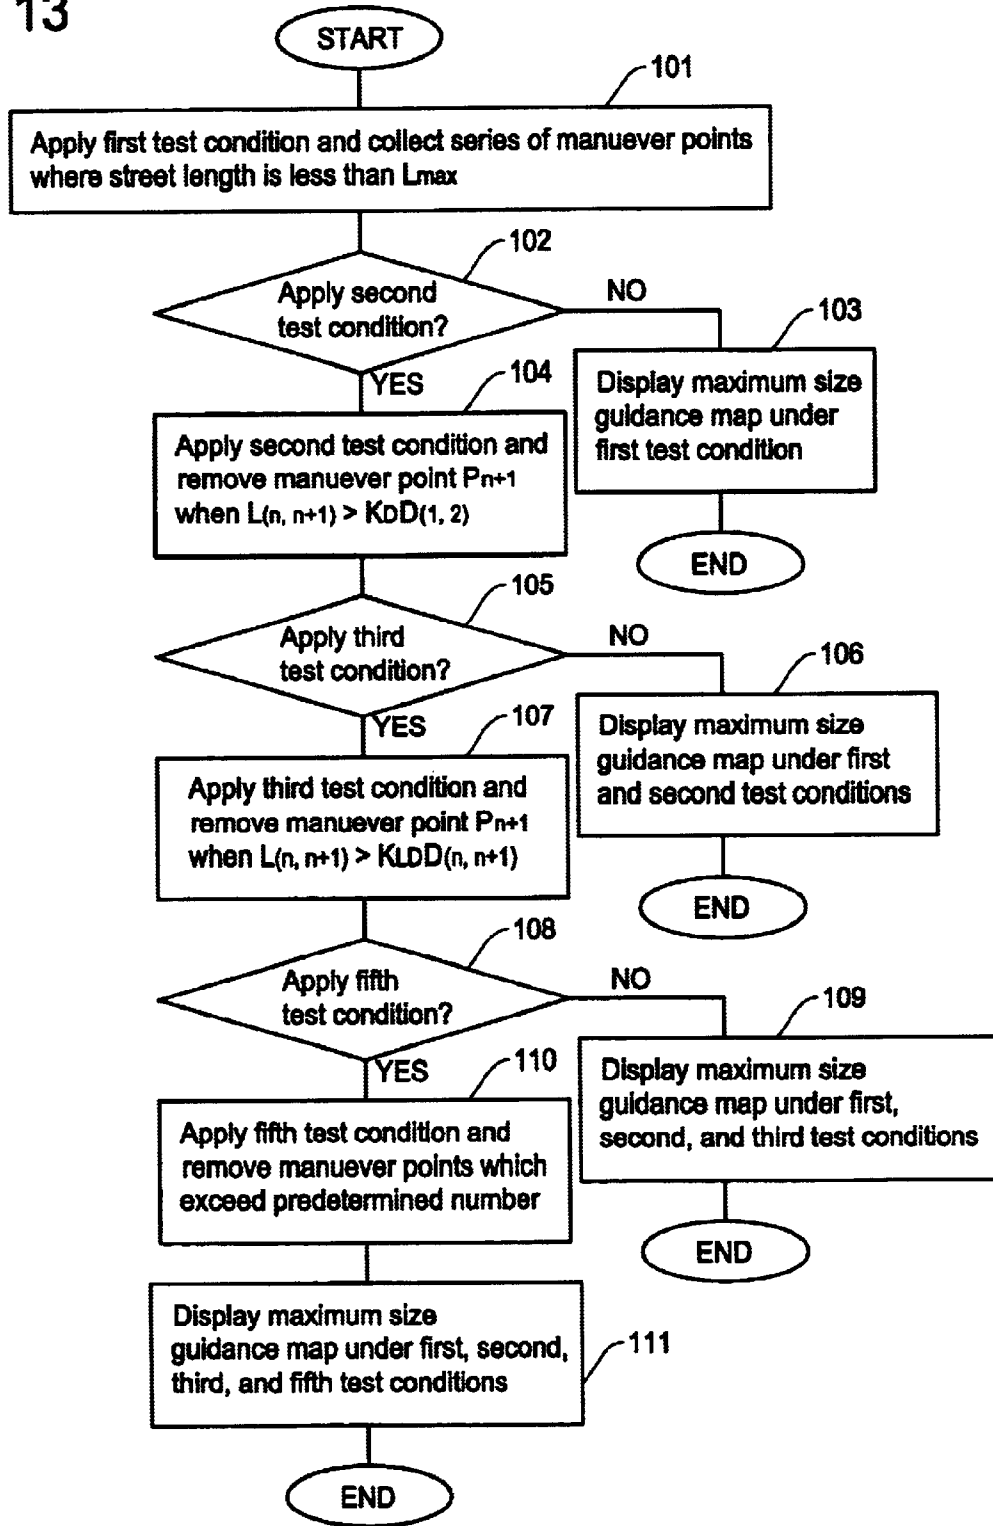 13
START
101
Apply first test condition and collect series of manuever points
where street length is less than Lmax
102
Apply second
test condition?
NO
103
YES
104
Display maximum size
guidance map under
first test condition
Apply second test condition and
remove manuever point Pn+1
when L(n, n+1) > KDD(1, 2)
END
105
Apply third
test condition?
NO
106
YES
107
Display maximum size
guidance map under first
and second test conditions
Apply third test condition and
remove manuever point Pn+1
when L(n, n+1) > KLDD(n, n+1)
END
108
Apply fifth
test condition?
NO
109
YES
110
Display maximum size
guidance map under first,
second, and third test conditions
Apply fifth test condition and
remove manuever points which
exceed predetermined number
END
Display maximum size
guidance map under first, second,
third, and fifth test conditions
111
END